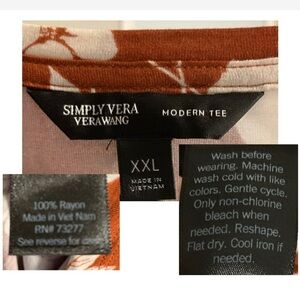 SIMPLY VERA
VERAWANG
MODERN TEE
XXL
MADE IN
VIETNAM
100% Rayon
Made in Viet Nam
RN# 73277
See reverse for care
Wash before
wearing. Machine
wash cold with like
colors. Gentle cycle.
Only non-chlorine
bleach when
needed. Reshape.
Flat dry. Cool iron if
needed.